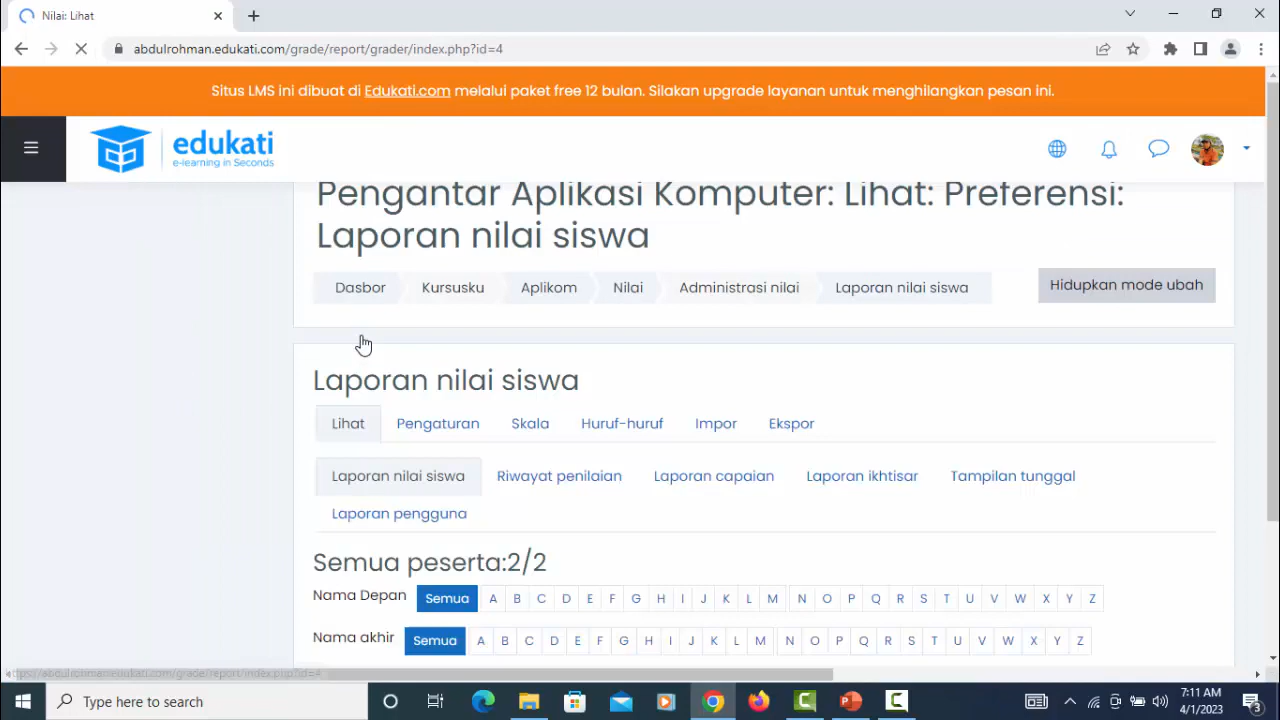 Nilai: Lihat
abdulrohman.edukati.com/grade/report/grader/index.php?id=4
Situs LMS ini dibuat di Edukati.com melalui paket free 12 bulan. Silakan upgrade layanan untuk menghilangkan pesan ini.
edukati
e-learning in Seconds
Pengantar Aplikasi Komputer: Lihat: Preferensi:
Laporan nilai siswa
Dasbor Kursusku Aplikom Nilai Administrasi nilai Laporan nilai siswa Hidupkan mode ubah
Laporan nilai siswa
Lihat Pengaturan Skala Huruf-huruf Impor Ekspor
Laporan nilai siswa Riwayat penilaian Laporan capaian Laporan ikhtisar Tampilan tunggal
Laporan pengguna
Semua peserta:2/2
Nama Depan Semua A B C D E F G H I J K L M N O P Q R S T U V W X Y Z
Nama akhir Semua A B C D E F G H I J K L M N O P Q R S T U V W X Y Z
Type here to search
7:11 AM
4/1/2023
3